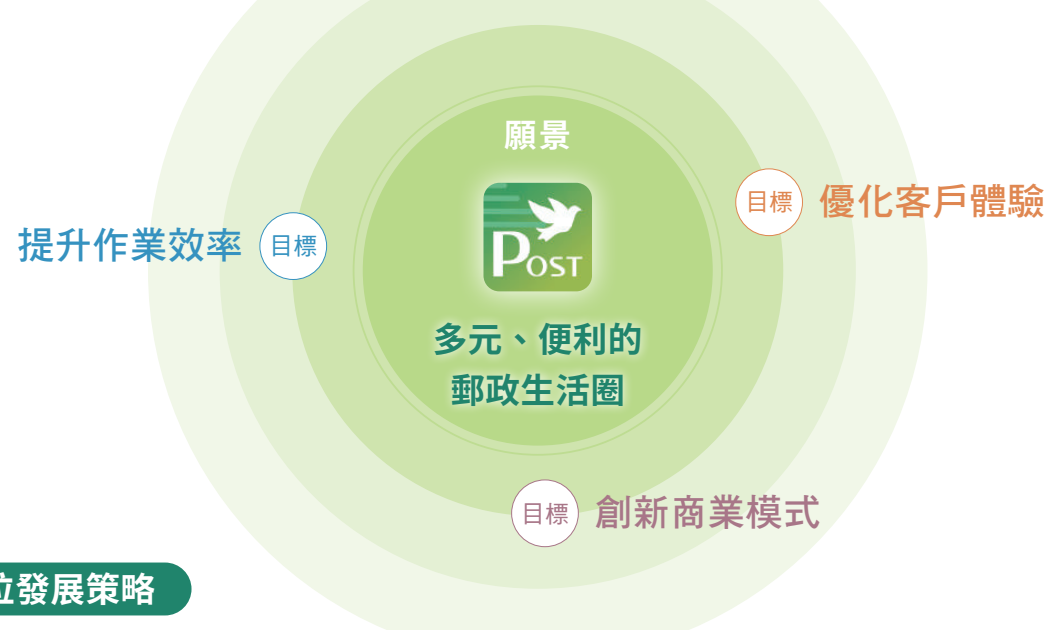 願景
POST
多元、便利的
郵政生活圈
目標 優化客戶體驗
提升作業效率 目標
目標 創新商業模式
發展策略